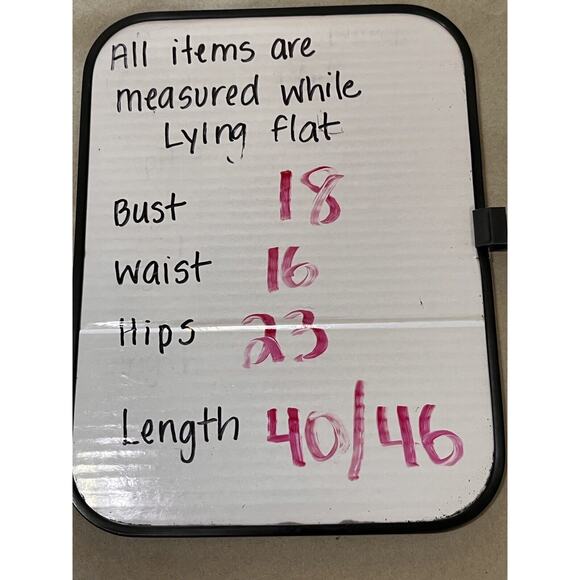 All items are
measured while
Lying flat
Bust 18
Waist 16
Hips 23
Length 40/46